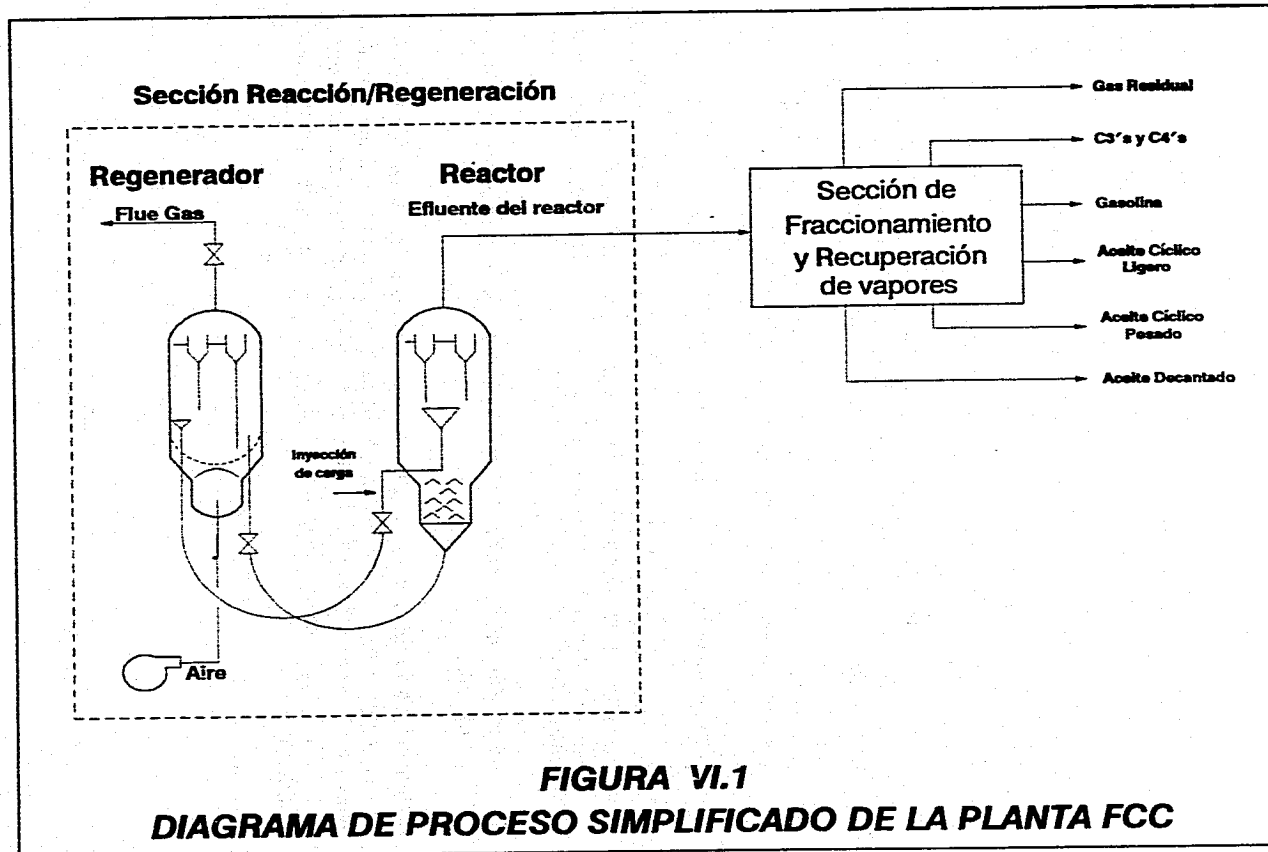 Sección Reacción/Regeneración
Regenerador
Flue Gas
Reactor
Efluente del reactor
Inyección
de carga
Aire
Sección de
Fraccionamiento
y Recuperación
de vapores
Gas Residual
C3's y C4's
Gasolina
Aceite Cíclico
Ligero
Aceite Cíclico
Pesado
Aceite Decantado
FIGURA VI.1
DIAGRAMA DE PROCESO SIMPLIFICADO DE LA PLANTA FCC